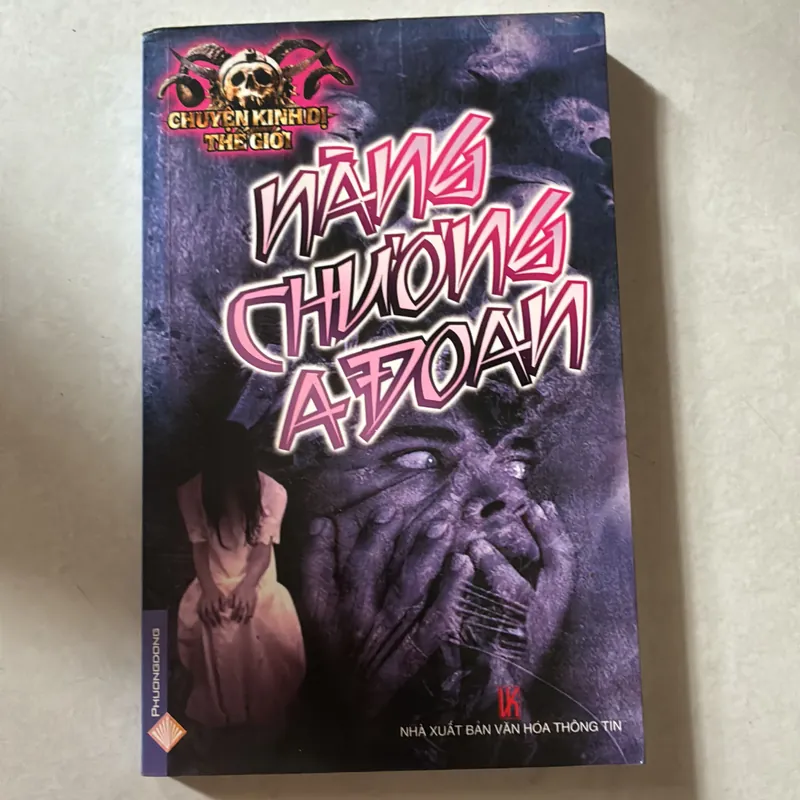 CHUYỆN KINH DỊ
THẾ GIỚI
NÀNG
CHƯƠNG
A-ĐOAN
PHUONGDONG
NHÀ XUẤT BẢN VĂN HÓA THÔNG TIN